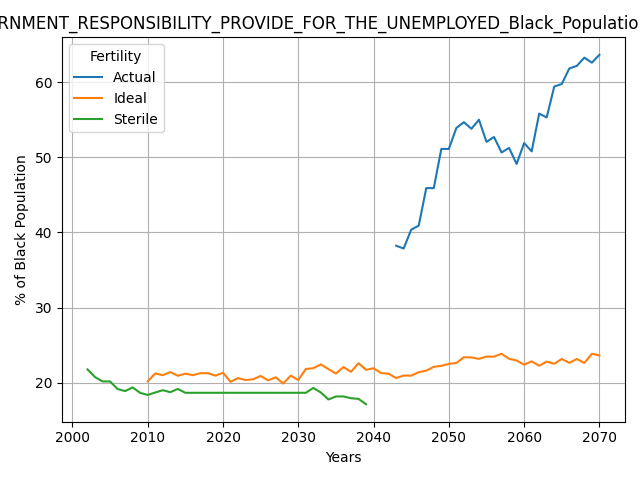 RNMENT_RESPONSIBILITY_PROVIDE_FOR_THE_UNEMPLOYED_Black_Populatio
Fertility
Actual
Ideal
Sterile
% of Black Population
60
50
40
30
20
2000 2010 2020 2030 2040 2050 2060 2070
Years